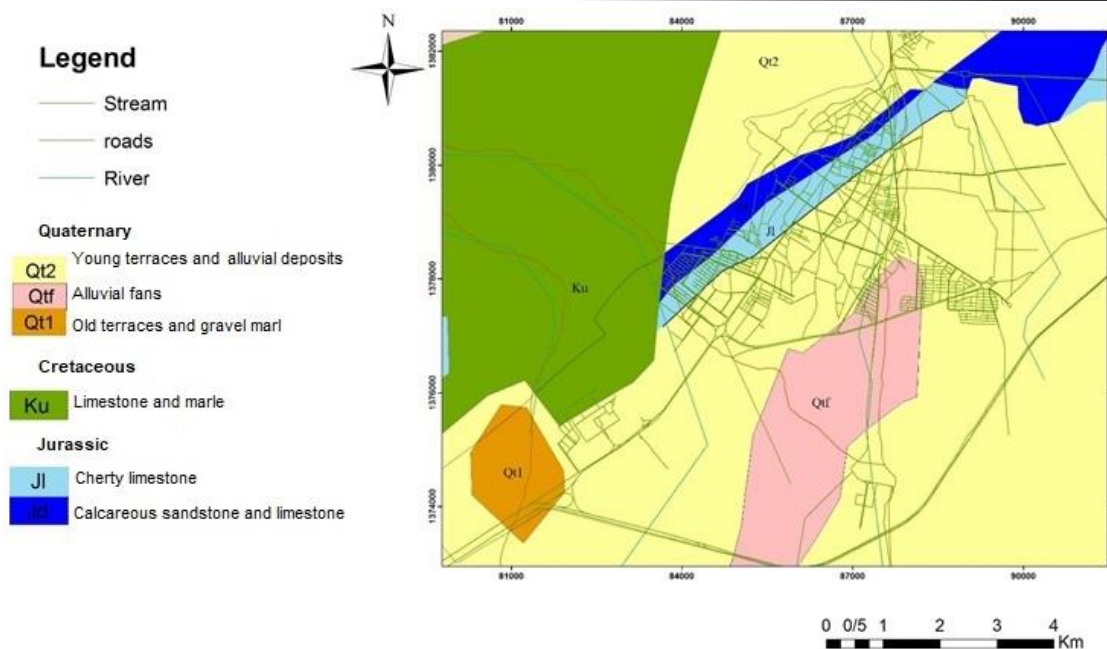 Legend
Stream
roads
River
Quaternary
Qt2 Young terraces and alluvial deposits
Qtf Alluvial fans
Qt1 Old terraces and gravel marl
Cretaceous
Ku Limestone and marle
Jurassic
Jl Cherty limestone
Jd Calcareous sandstone and limestone
N
81000 84000 87000 90000
1382000
1380000
1378000
1376000
1374000
Qt2
Jl
Ku
Qtf
Qt1
81000 84000 87000 90000
0 0/5 1 2 3 4
Km